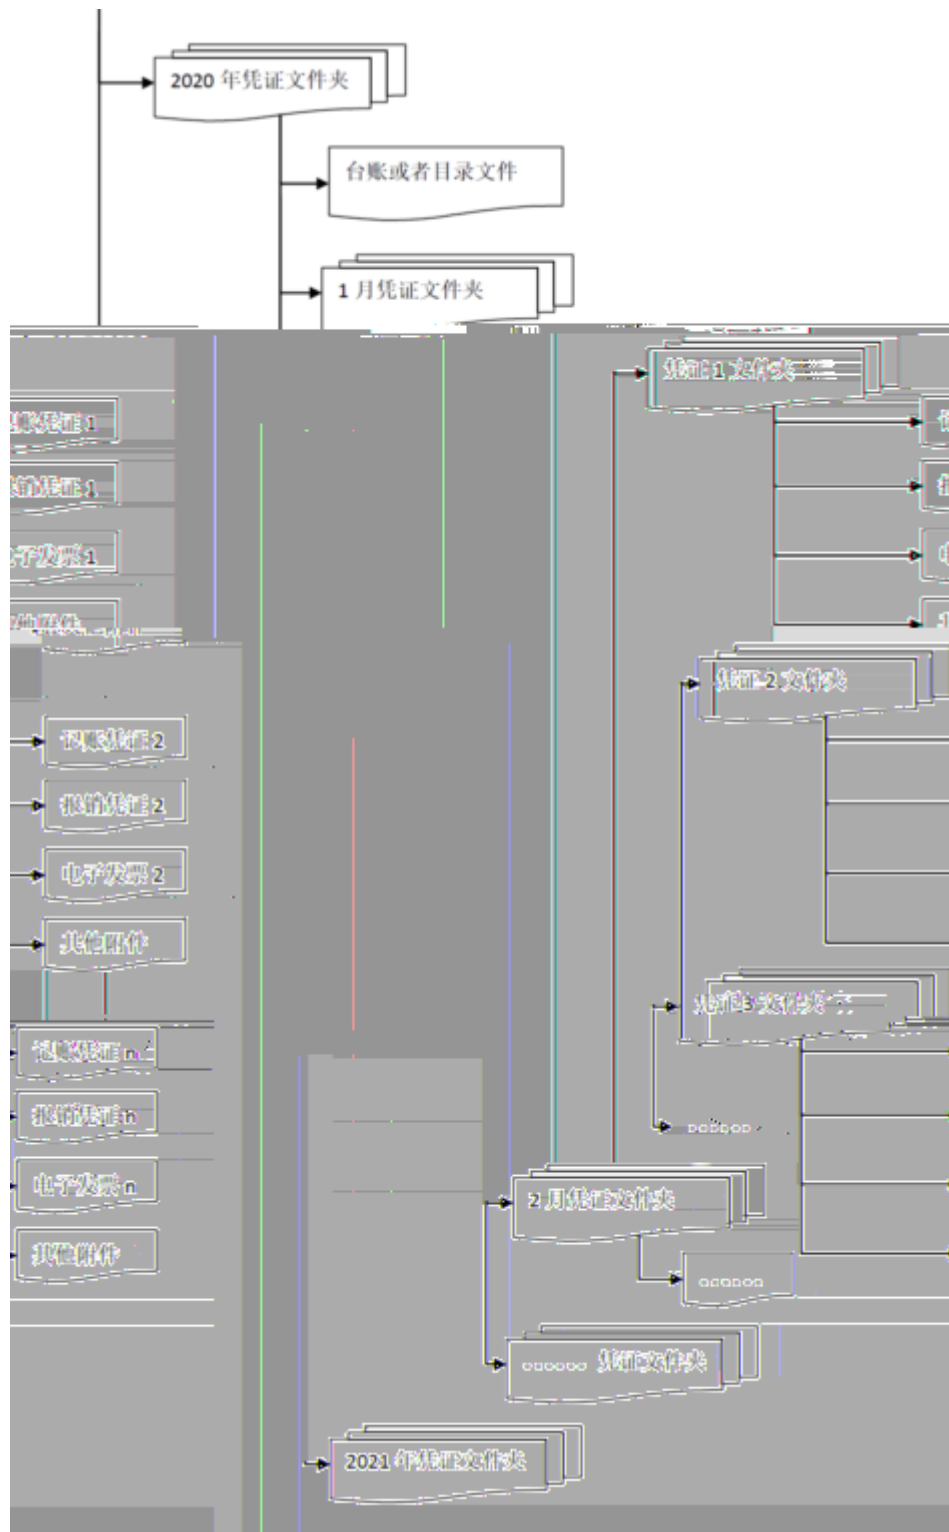 2020 年凭证文件夹
台账或者目录文件
1 月凭证文件夹
凭证 1 文件夹
账凭证 1
销凭证 1
子发票 1
他附件
凭证 2 文件夹
记账凭证 2
报销凭证 2
电子发票 2
其他附件
凭证 3 文件夹
记账凭证 n
报销凭证 n
电子发票 n
其他附件
。。。。。。
2 月凭证文件夹
。。。。。。
。。。。。。 凭证文件夹
2021 年凭证文件夹